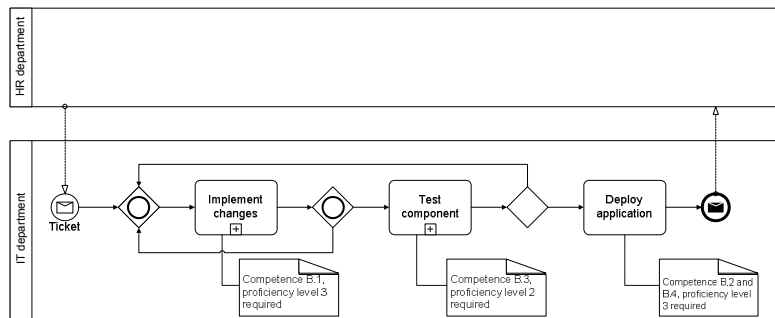 HR department
IT department
Ticket
Implement
changes
Test
component
Deploy
application
Competence B.1,
proficiency level 3
required
Competence B.3,
proficiency level 2
required
Competence B.2 and
B.4, proficiency level
3 required